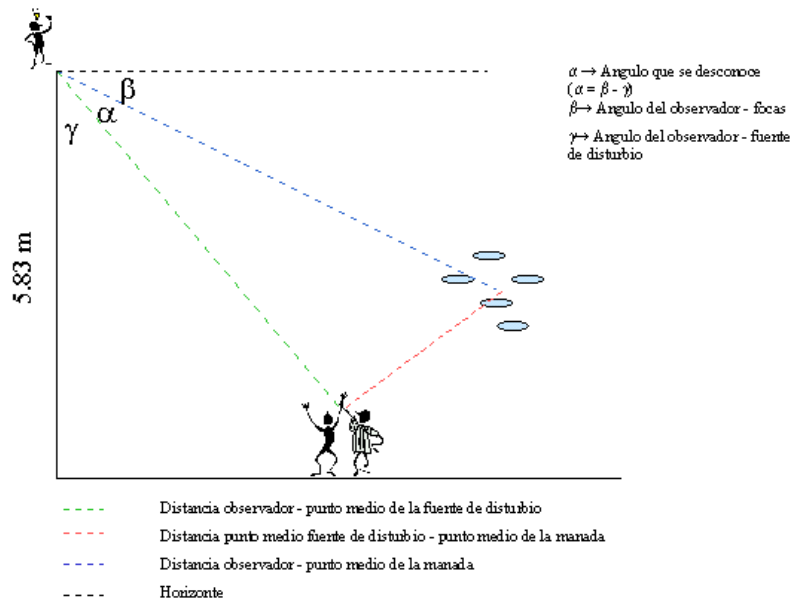 β
α
γ
5.83 m
α → Angulo que se desconoce
(α = β - γ)
β→ Angulo del observador - focas
γ→ Angulo del observador - fuente
de disturbio
Distancia observador - punto medio de la fuente de disturbio
Distancia punto medio fuente de disturbio - punto medio de la manada
Distancia observador - punto medio de la manada
Horizonte